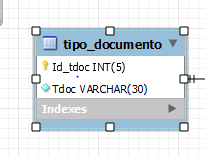 tipo_documento
Id_tdoc INT(5)
Tdoc VARCHAR(30)
Indexes